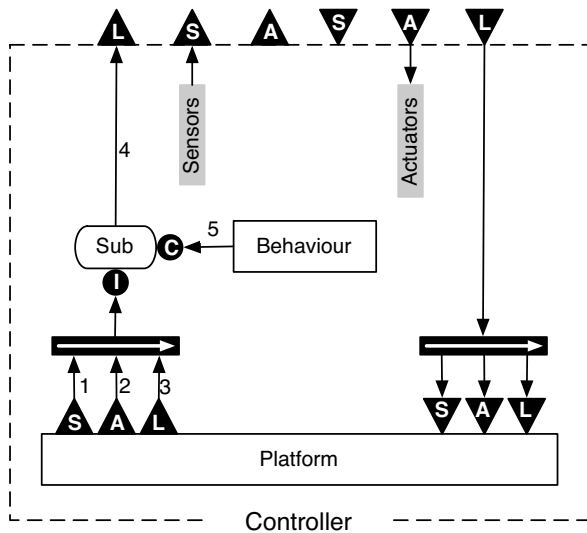 L S A S A L
Sensors
Actuators
4
Sub
C
5
Behaviour
I
1 2 3
S A L
S A L
Platform
Controller